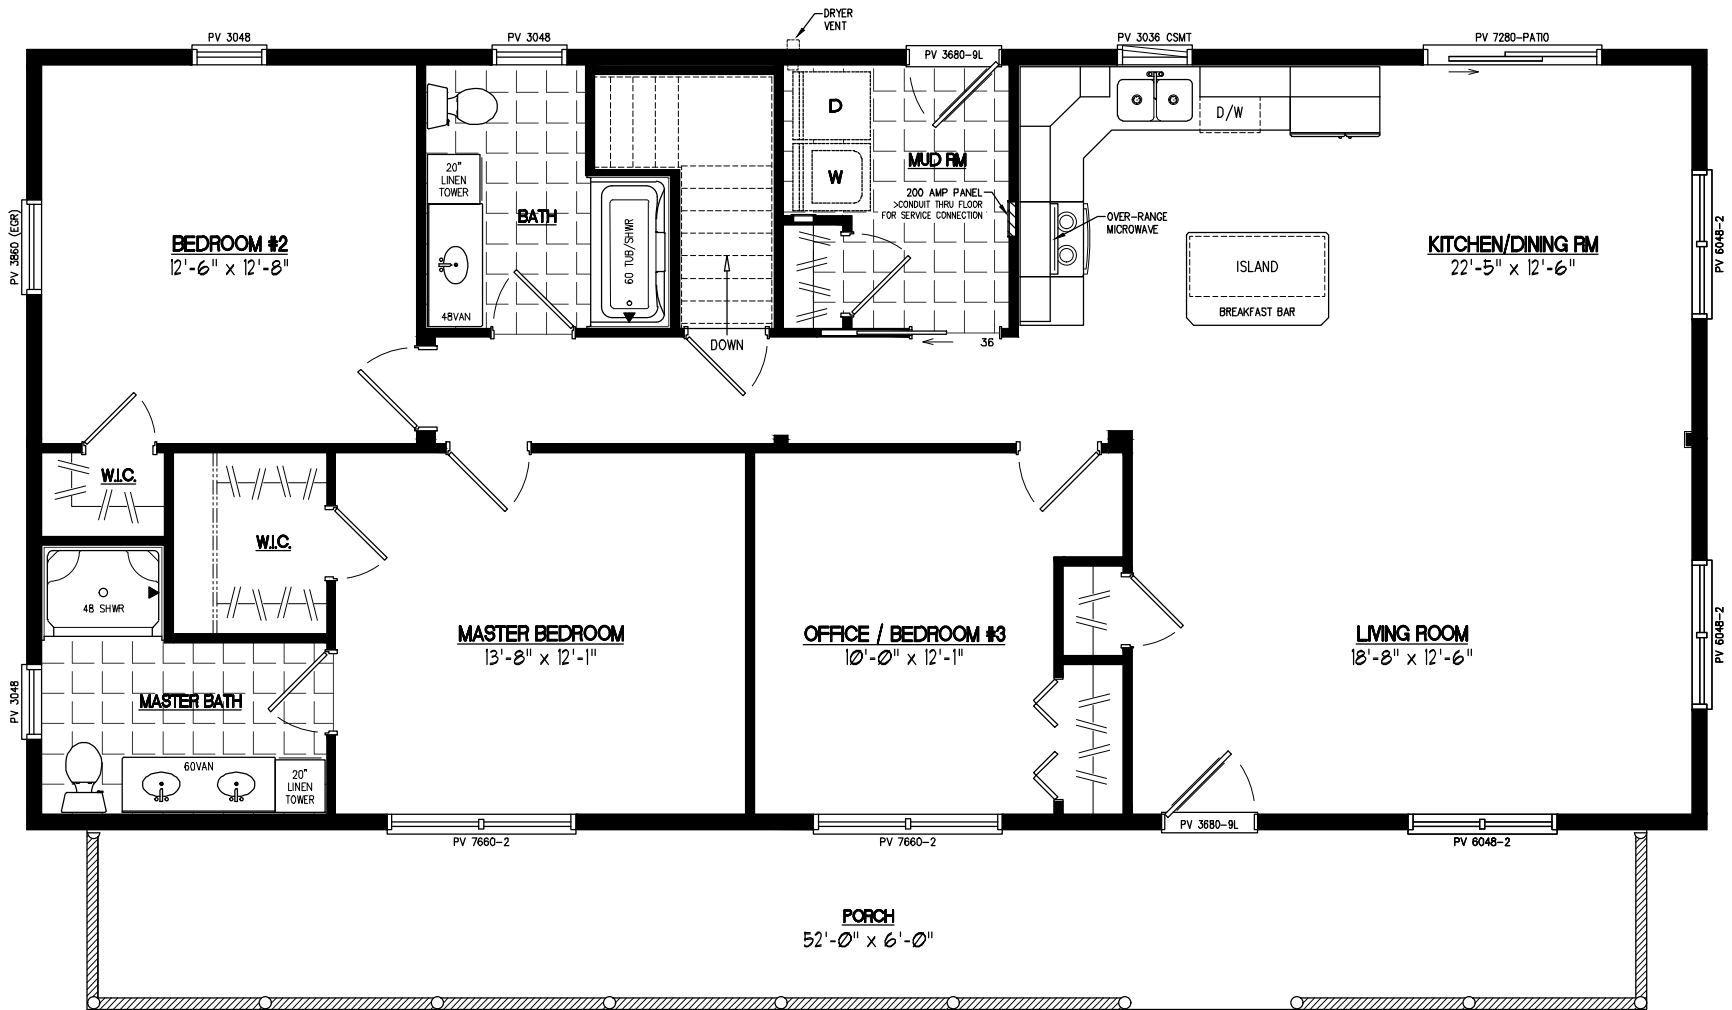 DRYER
VENT
PV 3048
PV 3048
PV 3680-9L
PV 3036 CSMT
PV 7280-PATIO
D
W
D/W
MUD RM
20"
LINEN
TOWER
200 AMP PANEL
>CONDUIT THRU FLOOR
FOR SERVICE CONNECTION
BATH
OVER-RANGE
MICROWAVE
60 TUB/SHWR
PV 3860 (EGR)
BEDROOM #2
12'-6" x 12'-8"
KITCHEN/DINING RM
22'-5" x 12'-6"
PV 6048-2
ISLAND
BREAKFAST BAR
48VAN
DOWN
36
W.I.C.
W.I.C.
48 SHWR
MASTER BEDROOM
13'-8" x 12'-1"
OFFICE / BEDROOM #3
10'-0" x 12'-1"
LIVING ROOM
18'-8" x 12'-6"
PV 6048-2
PV 3048
MASTER BATH
60VAN
20"
LINEN
TOWER
PV 7660-2
PV 7660-2
PV 3680-9L
PV 6048-2
PORCH
52'-0" x 6'-0"